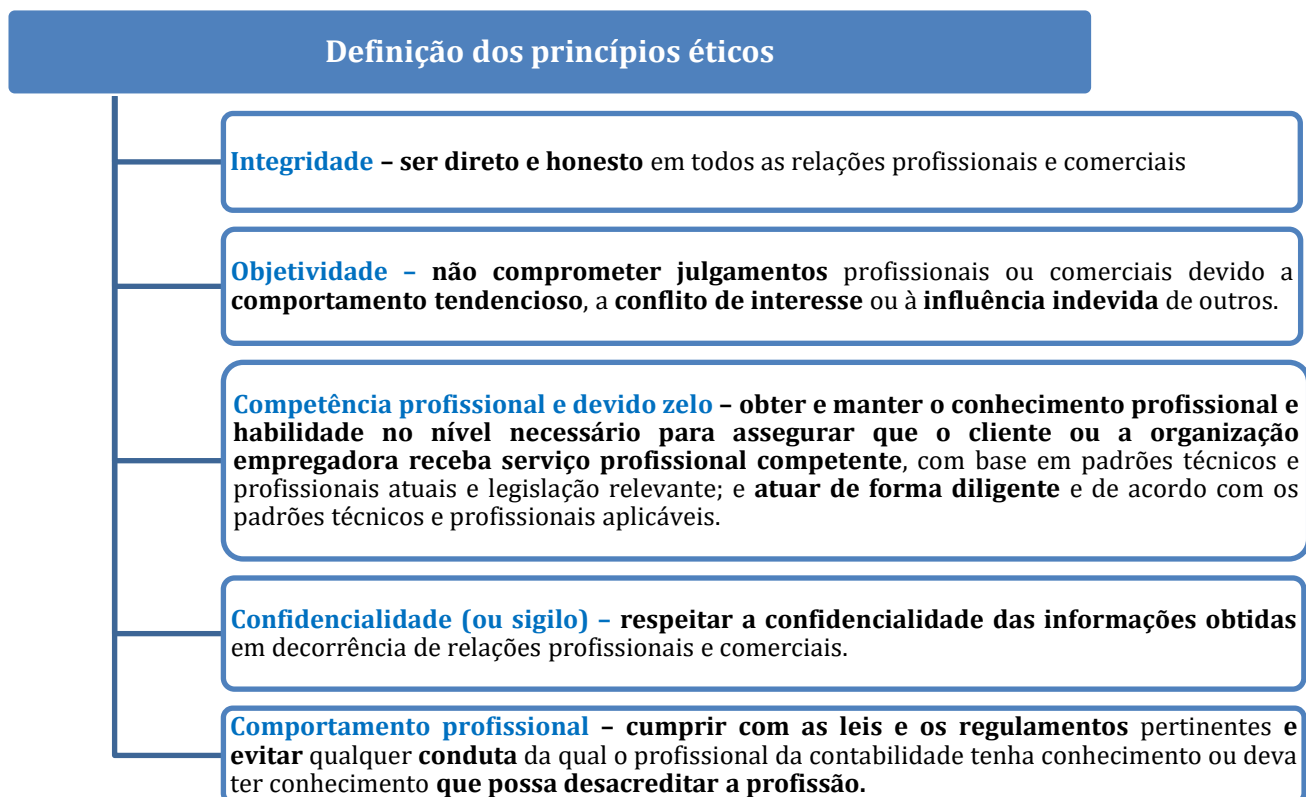 Definição dos princípios éticos
Integridade – ser direto e honesto em todos as relações profissionais e comerciais
Objetividade – não comprometer julgamentos profissionais ou comerciais devido a
comportamento tendencioso, a conflito de interesse ou à influência indevida de outros.
Competência profissional e devido zelo – obter e manter o conhecimento profissional e
habilidade no nível necessário para assegurar que o cliente ou a organização
empregadora receba serviço profissional competente, com base em padrões técnicos e
profissionais atuais e legislação relevante; e atuar de forma diligente e de acordo com os
padrões técnicos e profissionais aplicáveis.
Confidencialidade (ou sigilo) – respeitar a confidencialidade das informações obtidas
em decorrência de relações profissionais e comerciais.
Comportamento profissional – cumprir com as leis e os regulamentos pertinentes e
evitar qualquer conduta da qual o profissional da contabilidade tenha conhecimento ou deva
ter conhecimento que possa desacreditar a profissão.